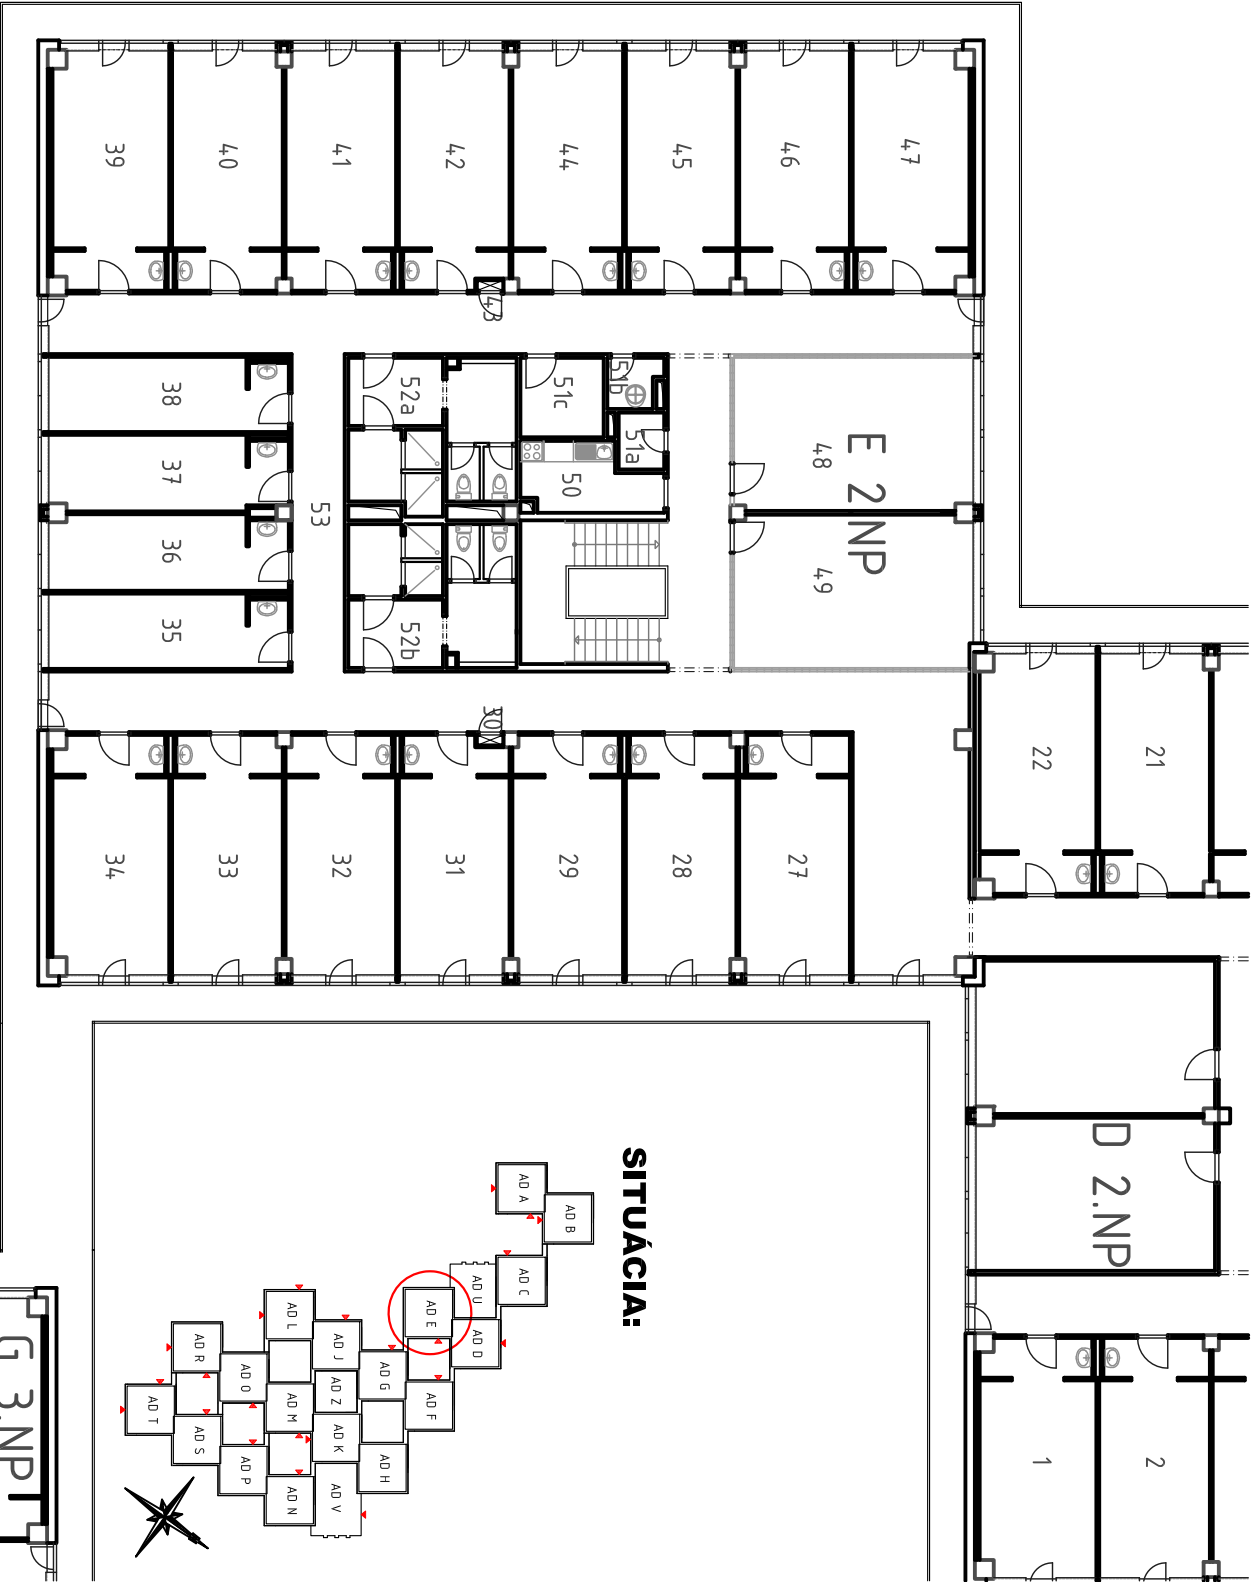 39
40
41
42
44
45
46
47
43
38
37
36
35
53
52a
52b
51c
51b
51a
50
E 2NP
48
49
30
34
33
32
31
29
28
27
22
21
D 2.NP
1
2
G 3.NP
SITUÁCIA:
AD A
AD B
AD C
AD U
AD E
AD D
AD L
AD J
AD G
AD F
AD R
AD O
AD M
AD Z
AD K
AD H
AD T
AD S
AD P
AD N
AD V